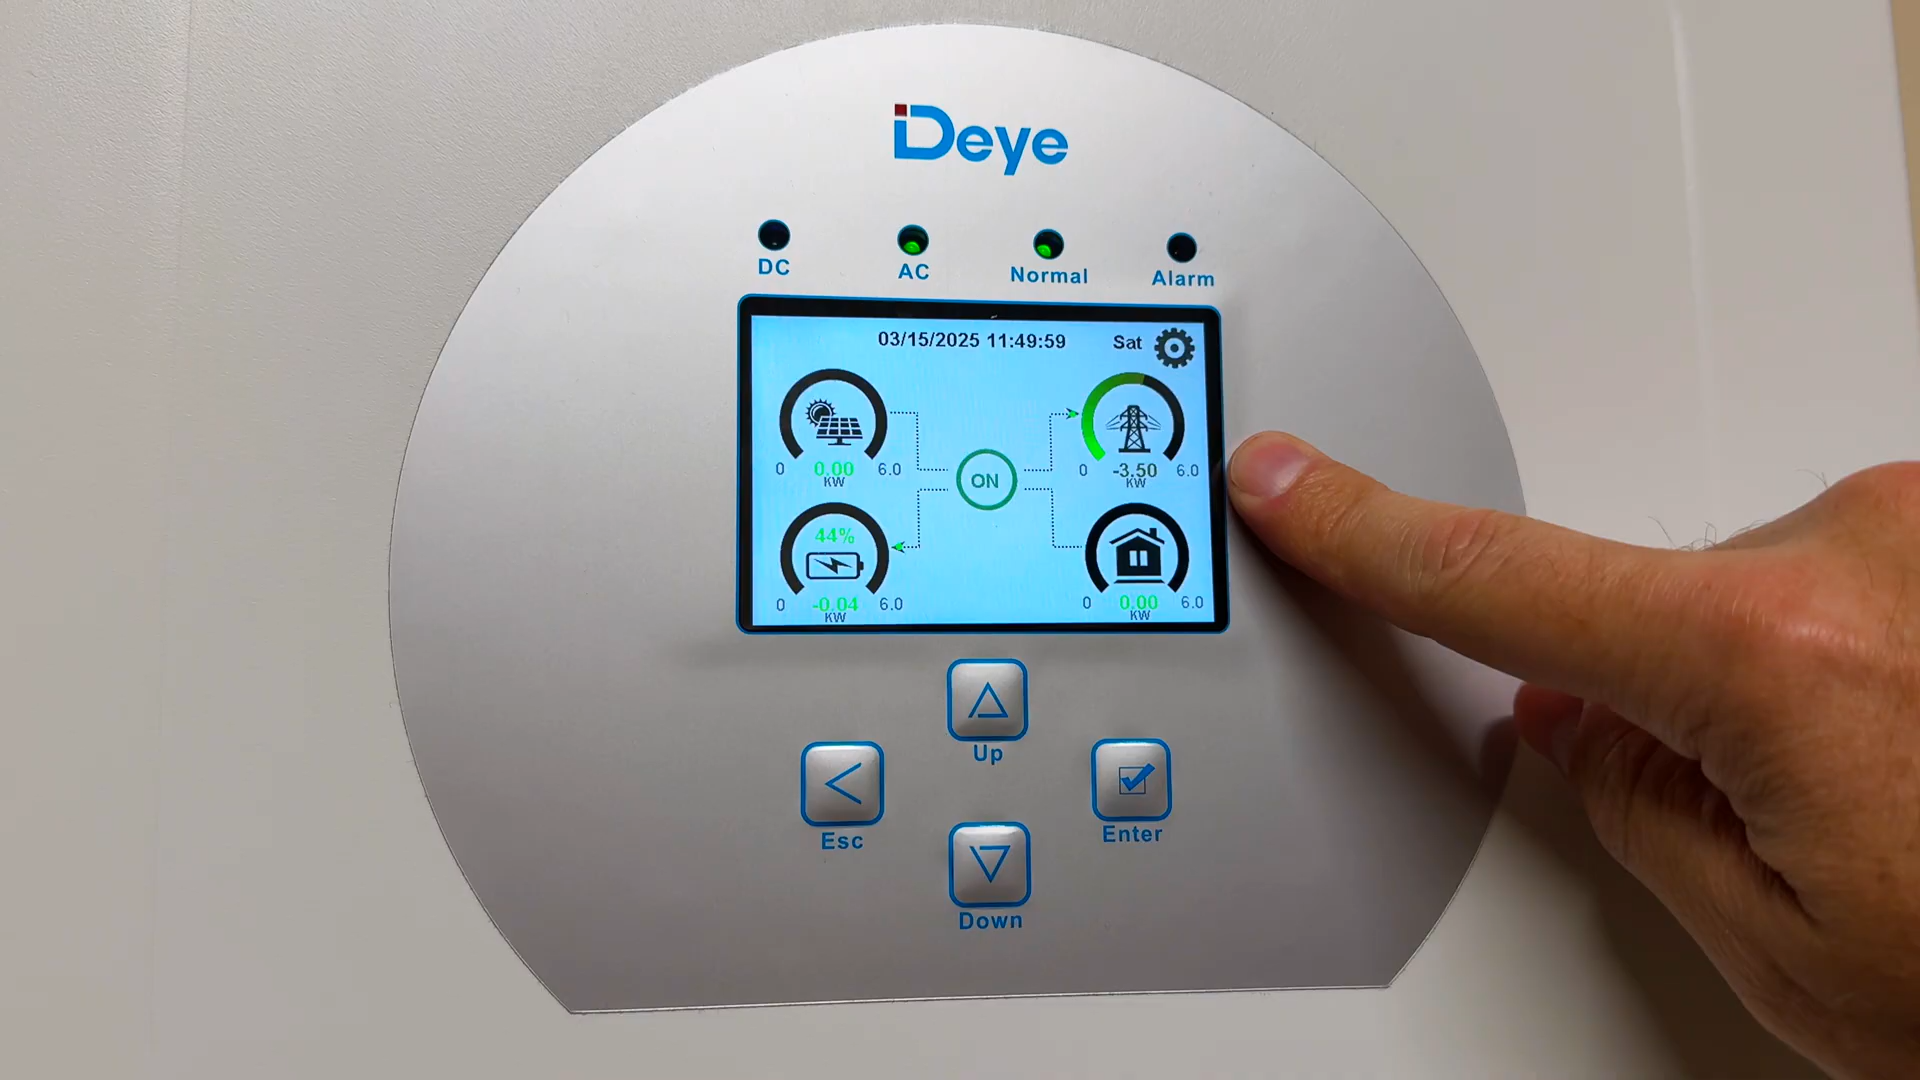 Deye
DC AC Normal Alarm
03/15/2025 11:49:59 Sat
0 0.00 6.0
KW
0 -3.50 6.0
KW
ON
44%
0 -0.04 6.0
KW
0 0.00 6.0
KW
Up
Esc
Enter
Down